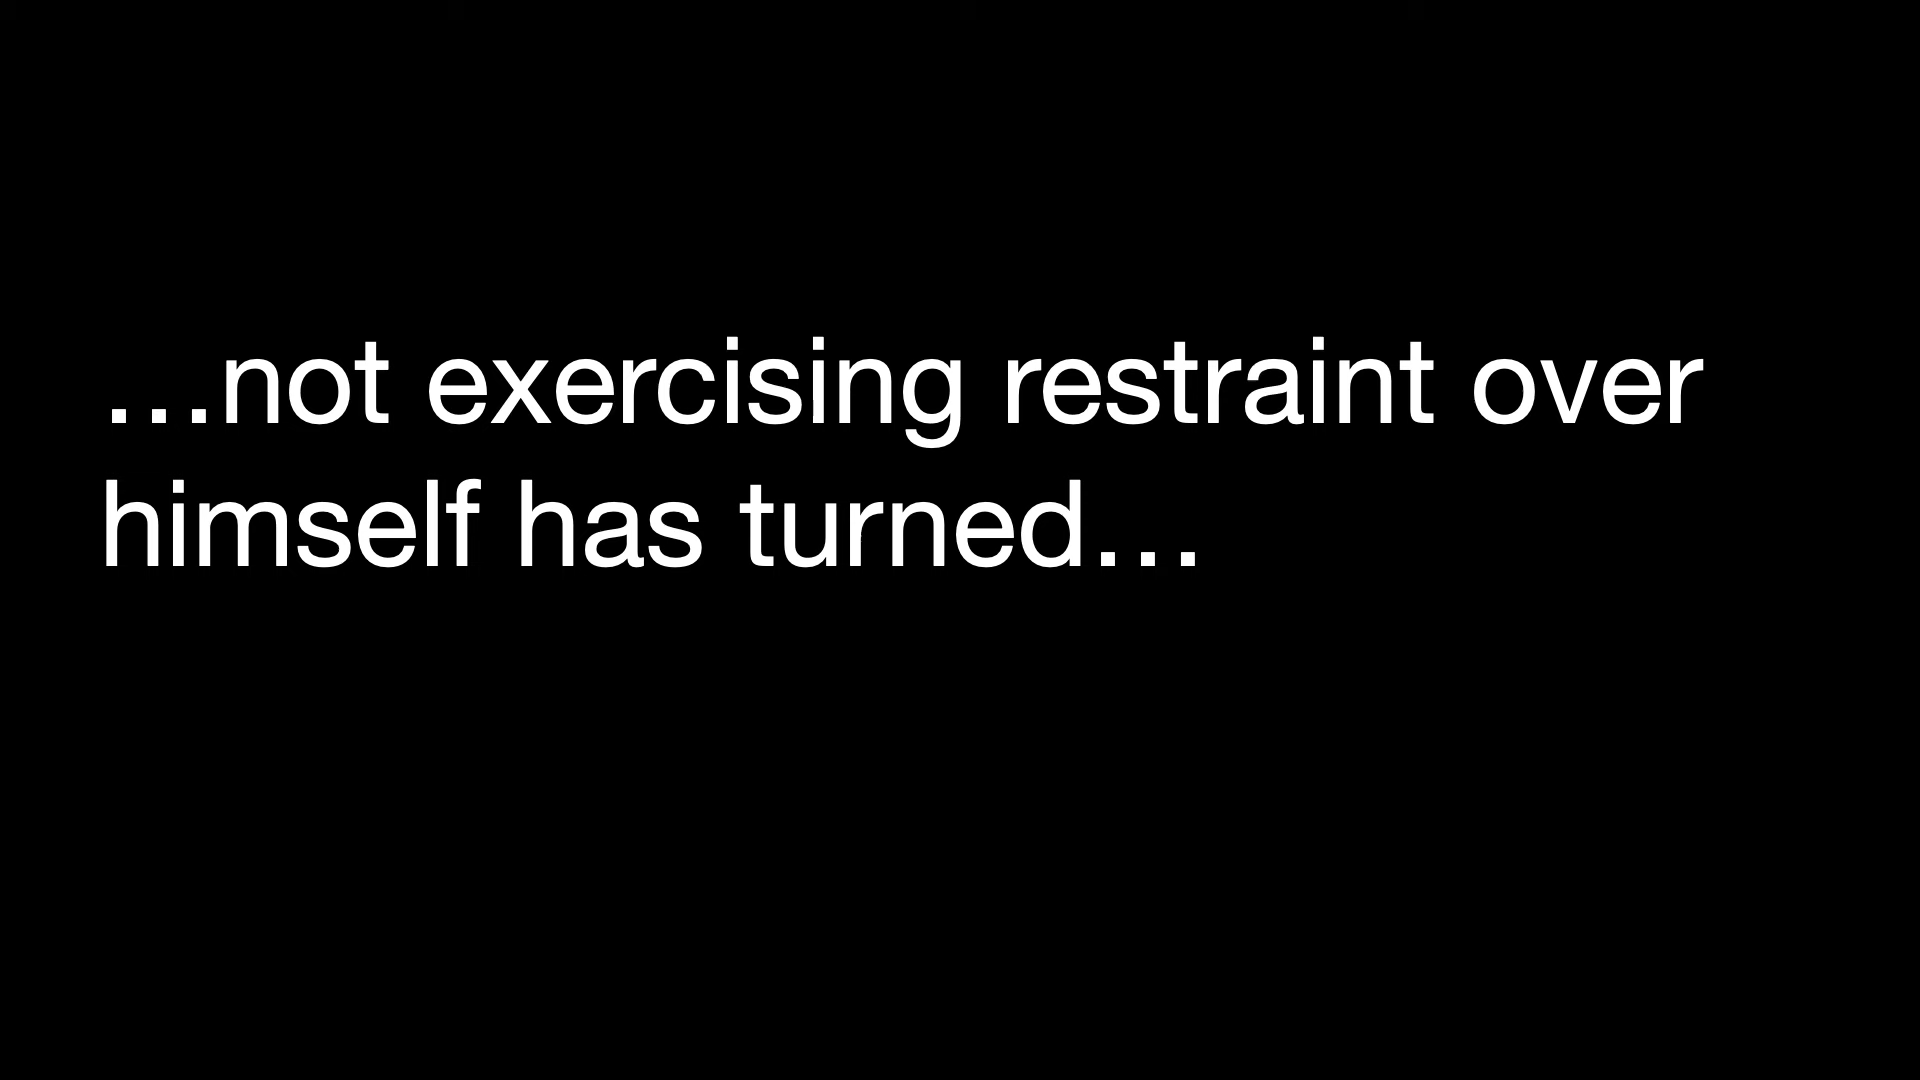 …not exercising restraint over
himself has turned…